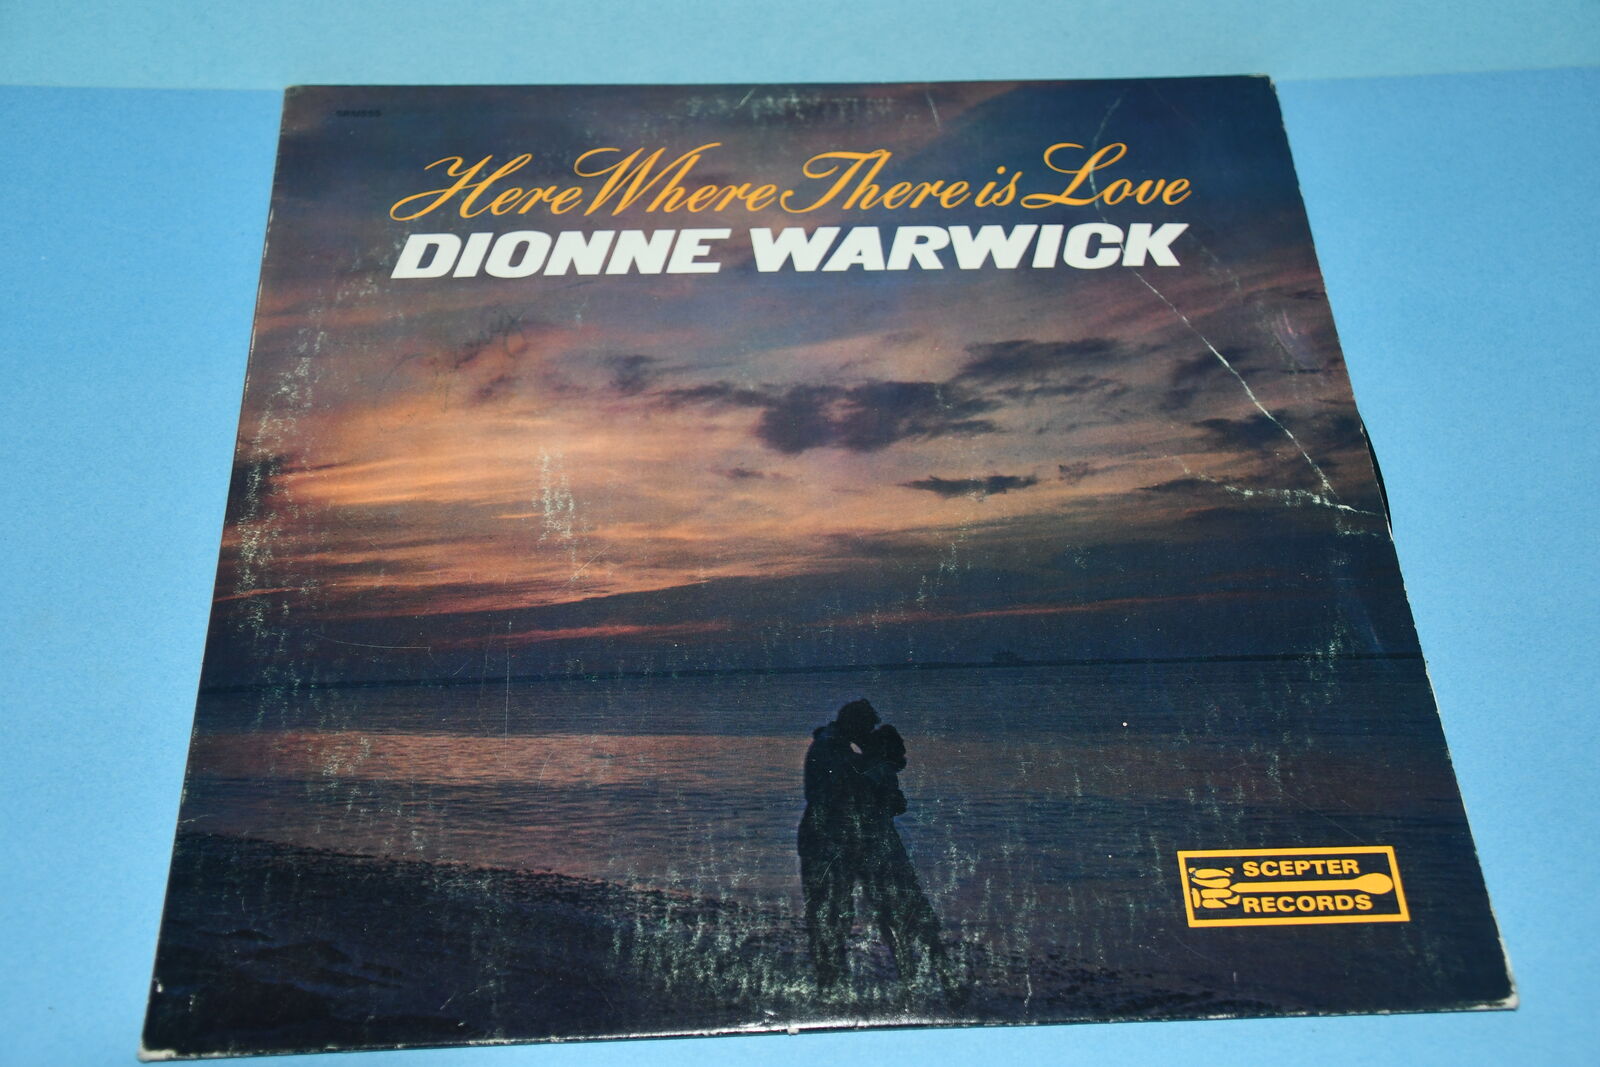 Here Where There is Love
DIONNE WARWICK
SCEPTER
RECORDS